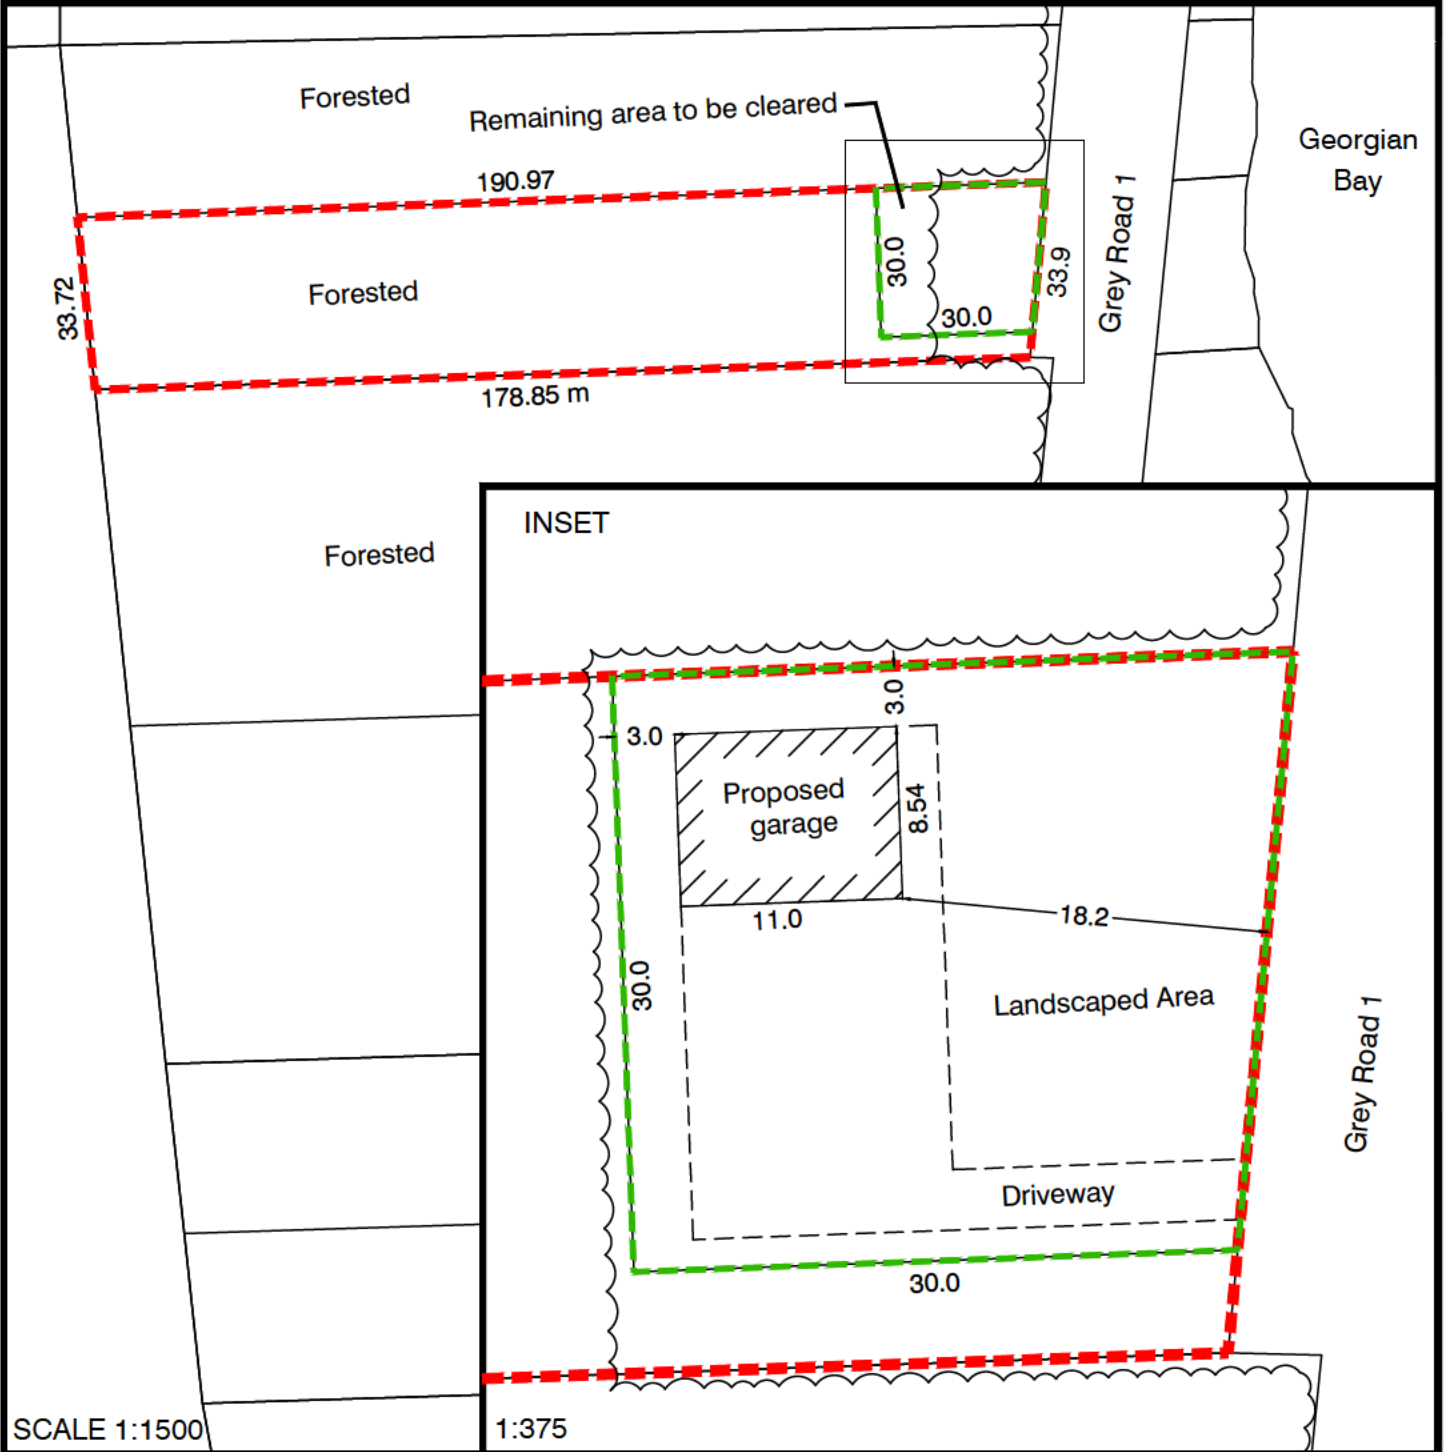 Forested
Remaining area to be cleared
Georgian
Bay
190.97
Grey Road 1
33.72
Forested
30.0
33.9
30.0
178.85 m
Forested
INSET
3.0
3.0
Proposed
garage
8.54
11.0
18.2
30.0
Landscaped Area
Grey Road 1
Driveway
30.0
SCALE 1:1500
1:375